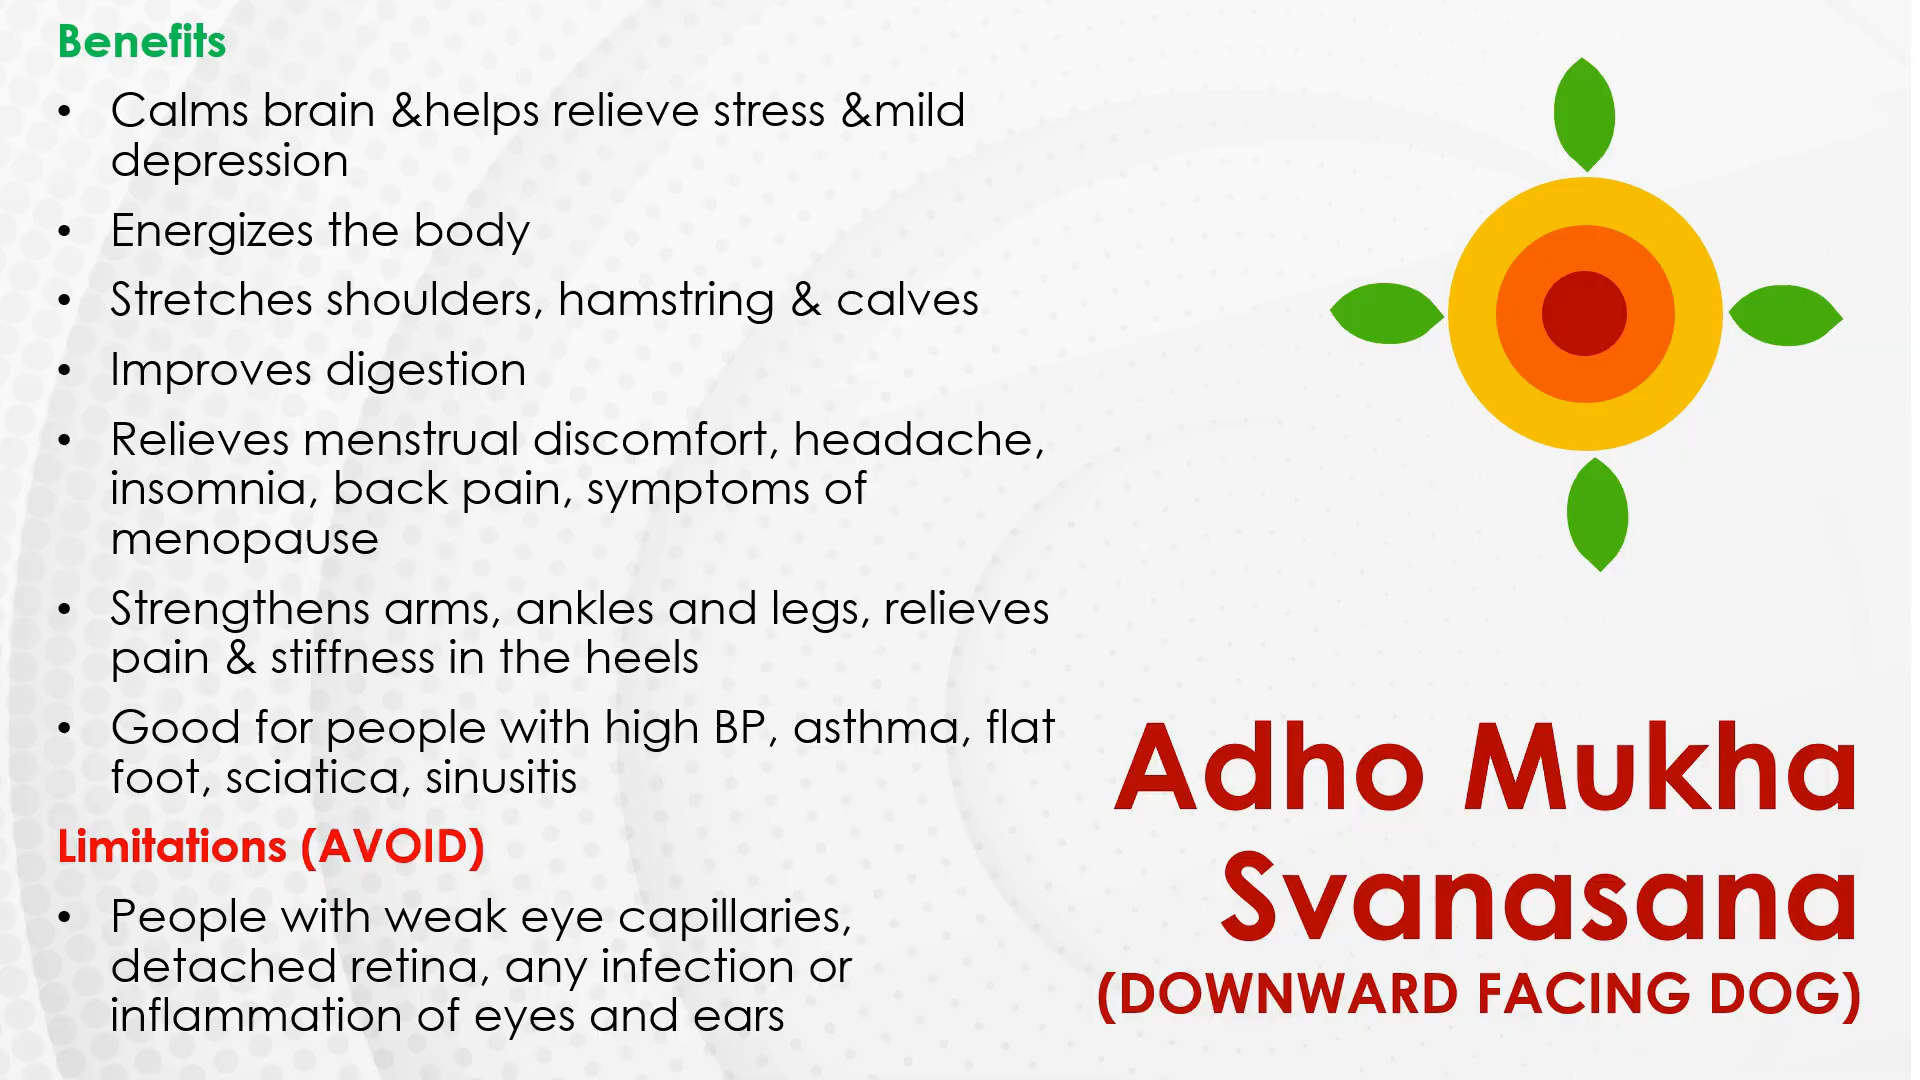 Benefits
• Calms brain &helps relieve stress &mild
depression
• Energizes the body
• Stretches shoulders, hamstring & calves
• Improves digestion
• Relieves menstrual discomfort, headache,
insomnia, back pain, symptoms of
menopause
• Strengthens arms, ankles and legs, relieves
pain & stiffness in the heels
• Good for people with high BP, asthma, flat
foot, sciatica, sinusitis
Limitations (AVOID)
• People with weak eye capillaries,
detached retina, any infection or
inflammation of eyes and ears
Adho Mukha
Svanasana
(DOWNWARD FACING DOG)